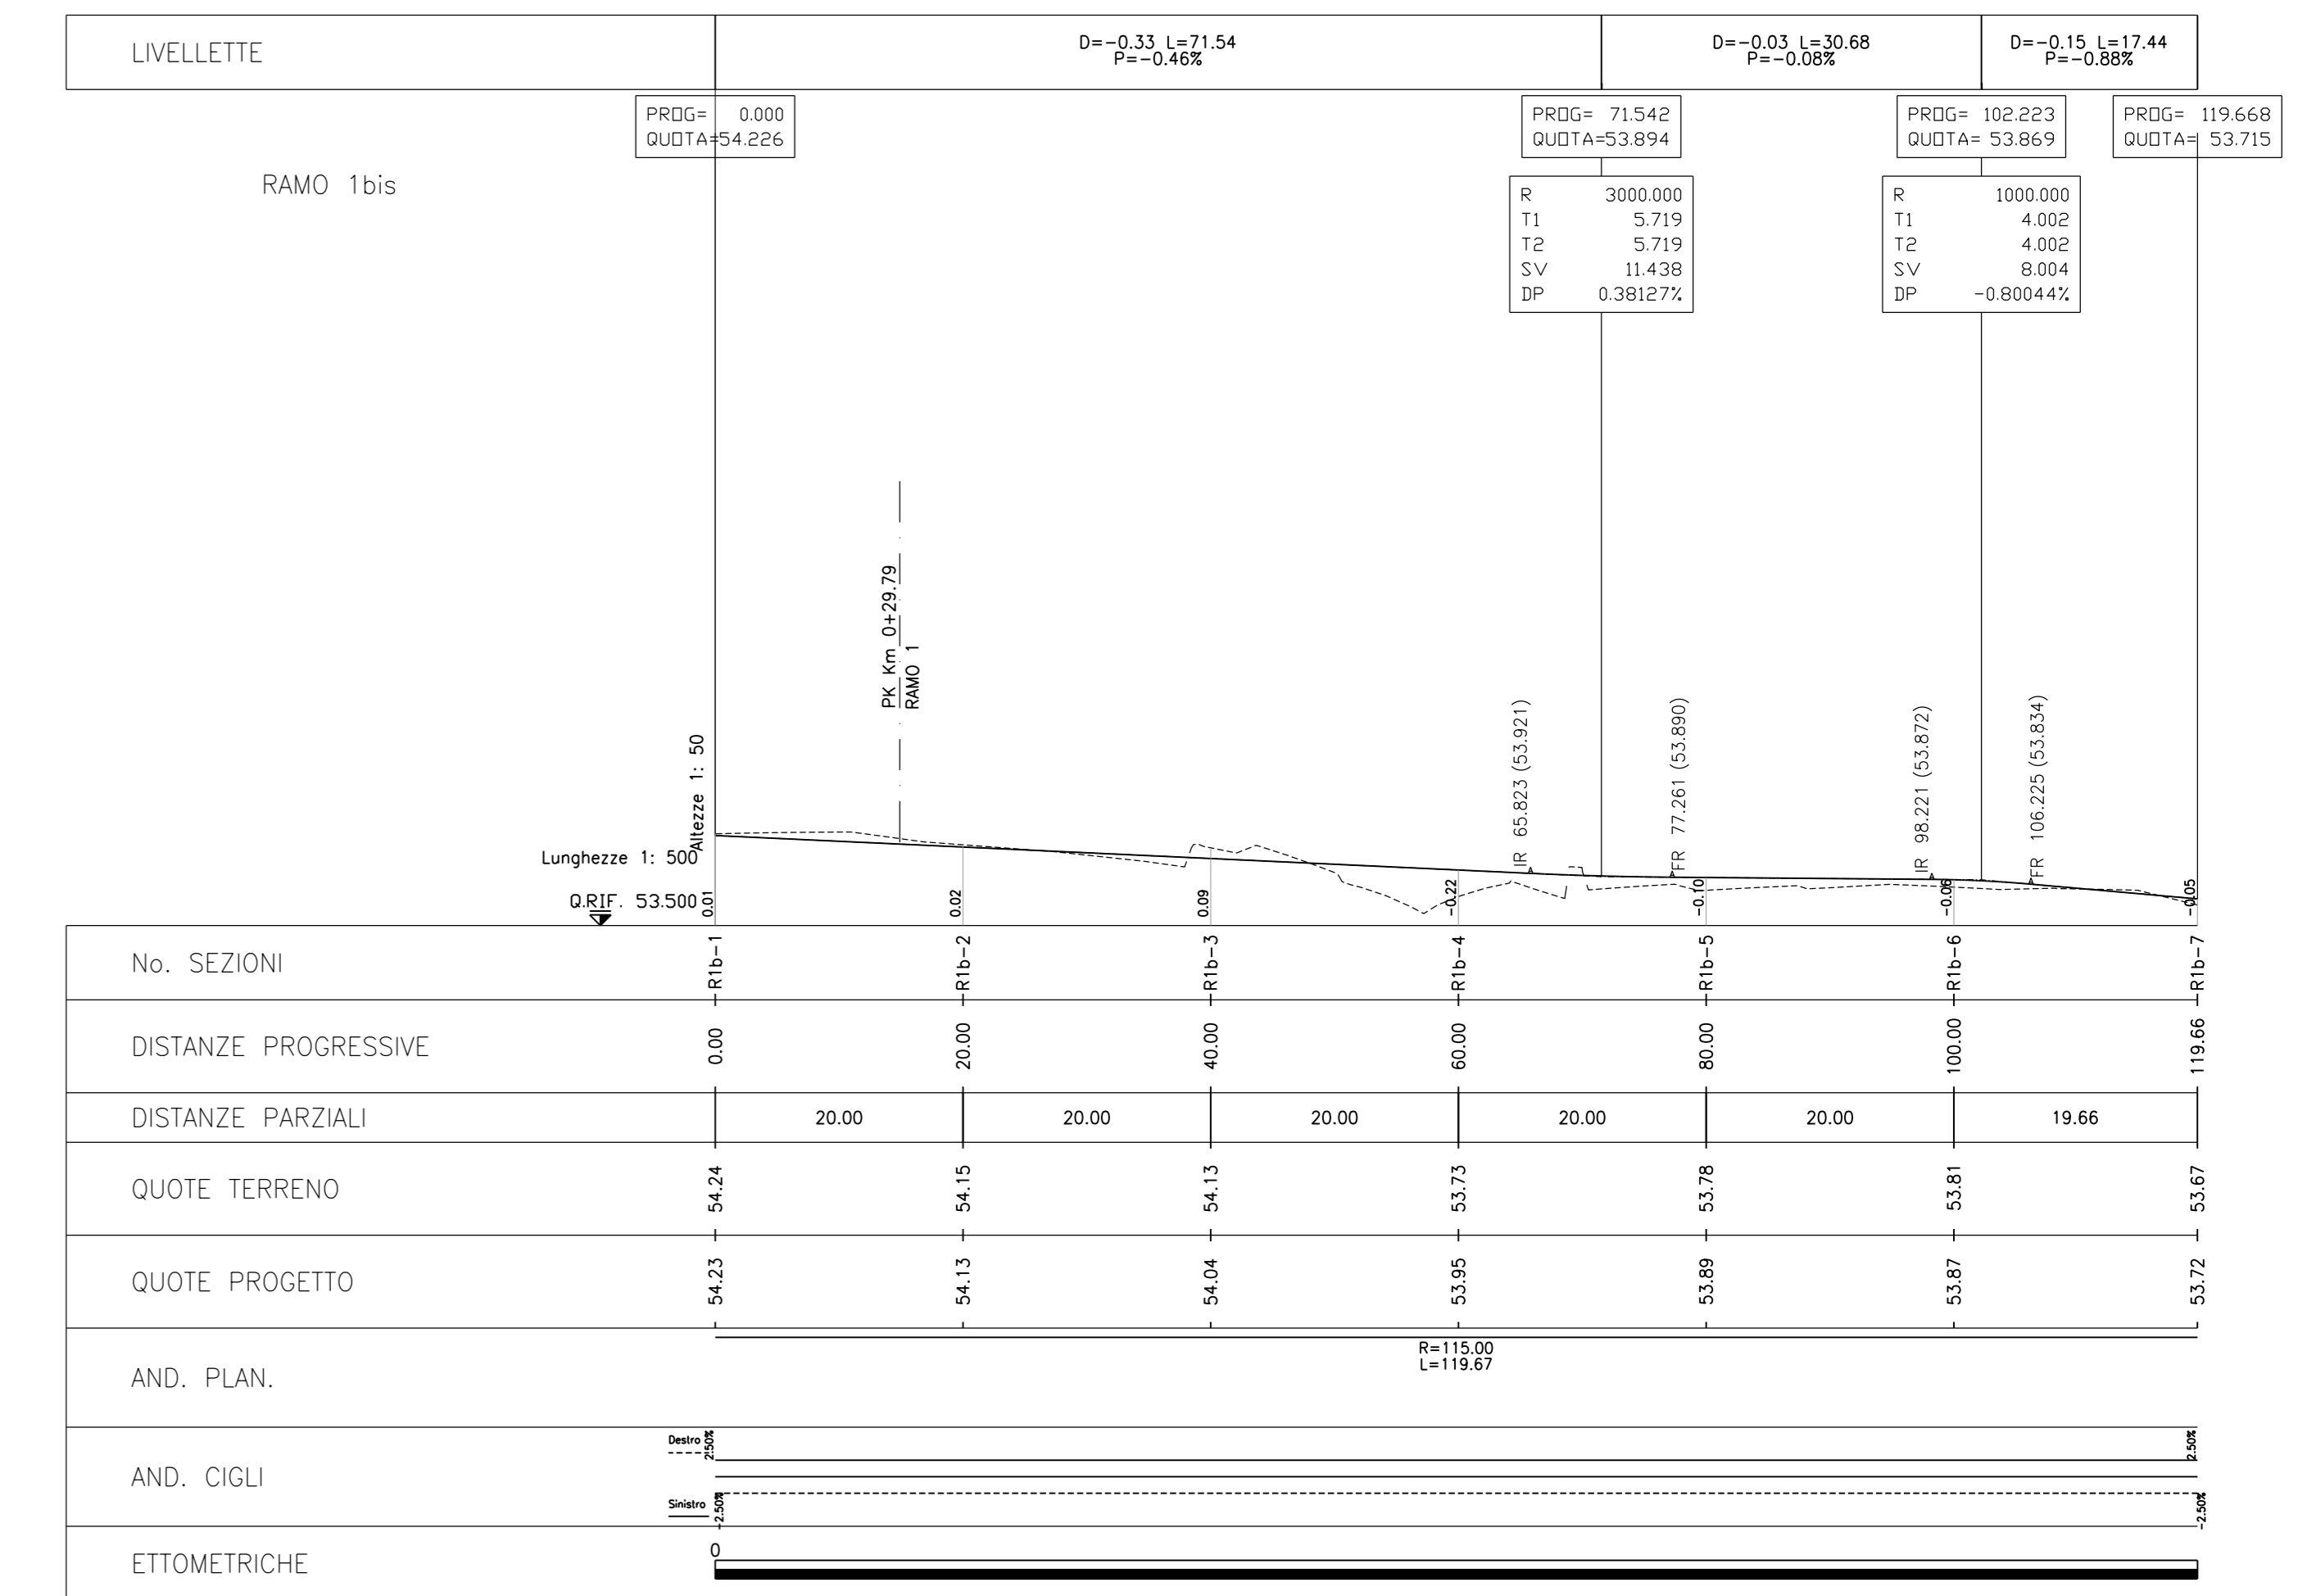 LIVELLETTE
D=-0.33 L=71.54
P=-0.46%
D=-0.03 L=30.68
P=-0.08%
D=-0.15 L=17.44
P=-0.88%
PROG= 0.000
QUOTA=54.226
PROG= 71.542
QUOTA=53.894
PROG= 102.223
QUOTA= 53.869
PROG= 119.668
QUOTA= 53.715
RAMO 1bis
R 3000.000
T1 5.719
T2 5.719
SV 11.438
DP 0.38127%
R 1000.000
T1 4.002
T2 4.002
SV 8.004
DP -0.80044%
PK Km 0+29.79
RAMO 1
IR 65.823 (53.921)
FR 77.261 (53.890)
IR 98.221 (53.872)
FR 106.225 (53.834)
Altezze 1: 50
Lunghezze 1: 500
Q.RIF. 53.500
0.01 0.02 0.09 -0.22 -0.10 -0.06 -0.05
No. SEZIONI R1b-1 R1b-2 R1b-3 R1b-4 R1b-5 R1b-6 R1b-7
DISTANZE PROGRESSIVE 0.00 20.00 40.00 60.00 80.00 100.00 119.66
DISTANZE PARZIALI 20.00 20.00 20.00 20.00 20.00 19.66
QUOTE TERRENO 54.24 54.15 54.13 53.73 53.78 53.81 53.67
QUOTE PROGETTO 54.23 54.13 54.04 53.95 53.89 53.87 53.72
AND. PLAN.
R=115.00
L=119.67
AND. CIGLI
Destro 2.50% 2.50%
Sinistro -2.50% -2.50%
ETTOMETRICHE 0